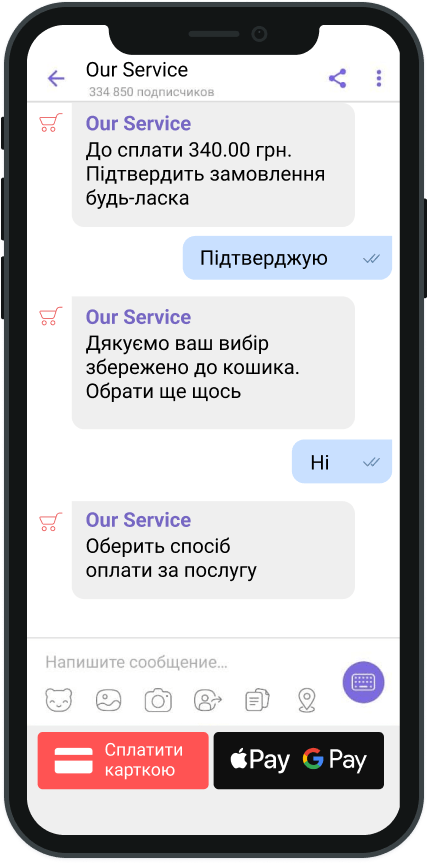 Our Service
334 850 подписчиков
Our Service
До сплати 340.00 грн.
Підтвердить замовлення
будь-ласка
Підтверджую
Our Service
Дякуємо ваш вибір
збережено до кошика.
Обрати ще щось
Ні
Our Service
Оберить спосіб
оплати за послугу
Напишите сообщение...
Сплатити
карткою
Pay G Pay